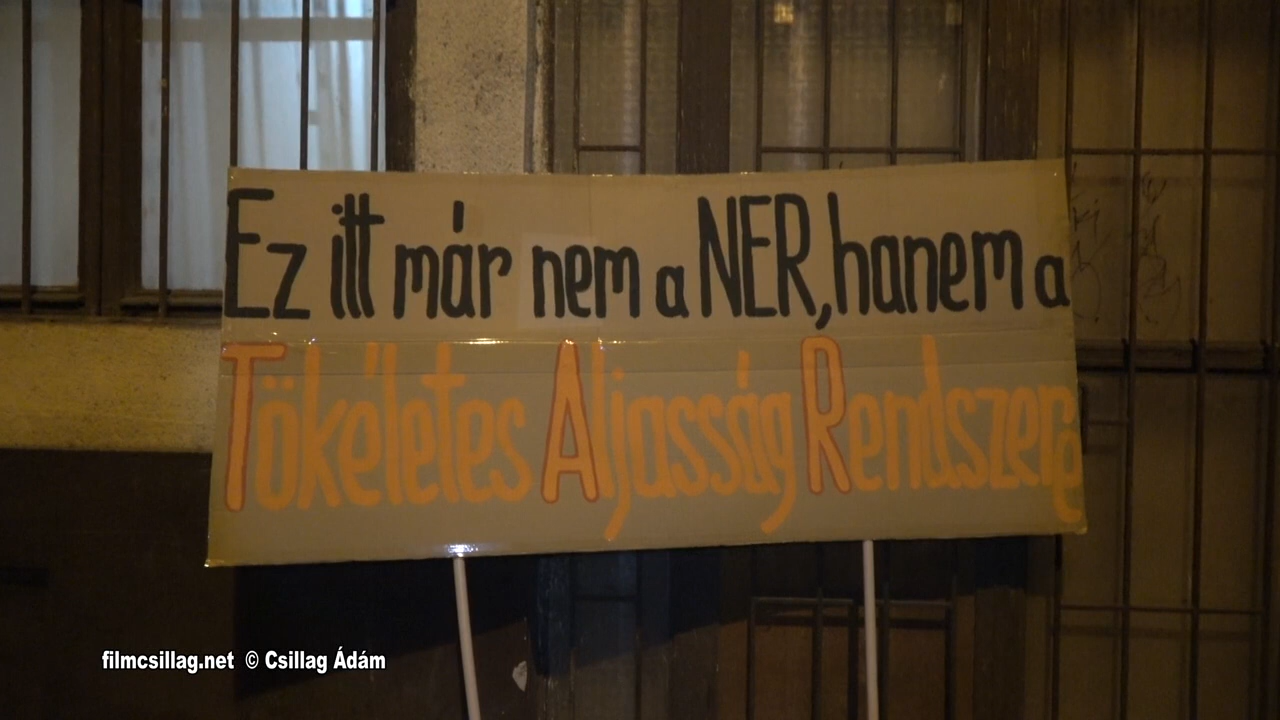 Ez itt már nem a NER, hanem a
Tökéletes Aljasság Rendszere
filmcsillag.net © Csillag Ádám